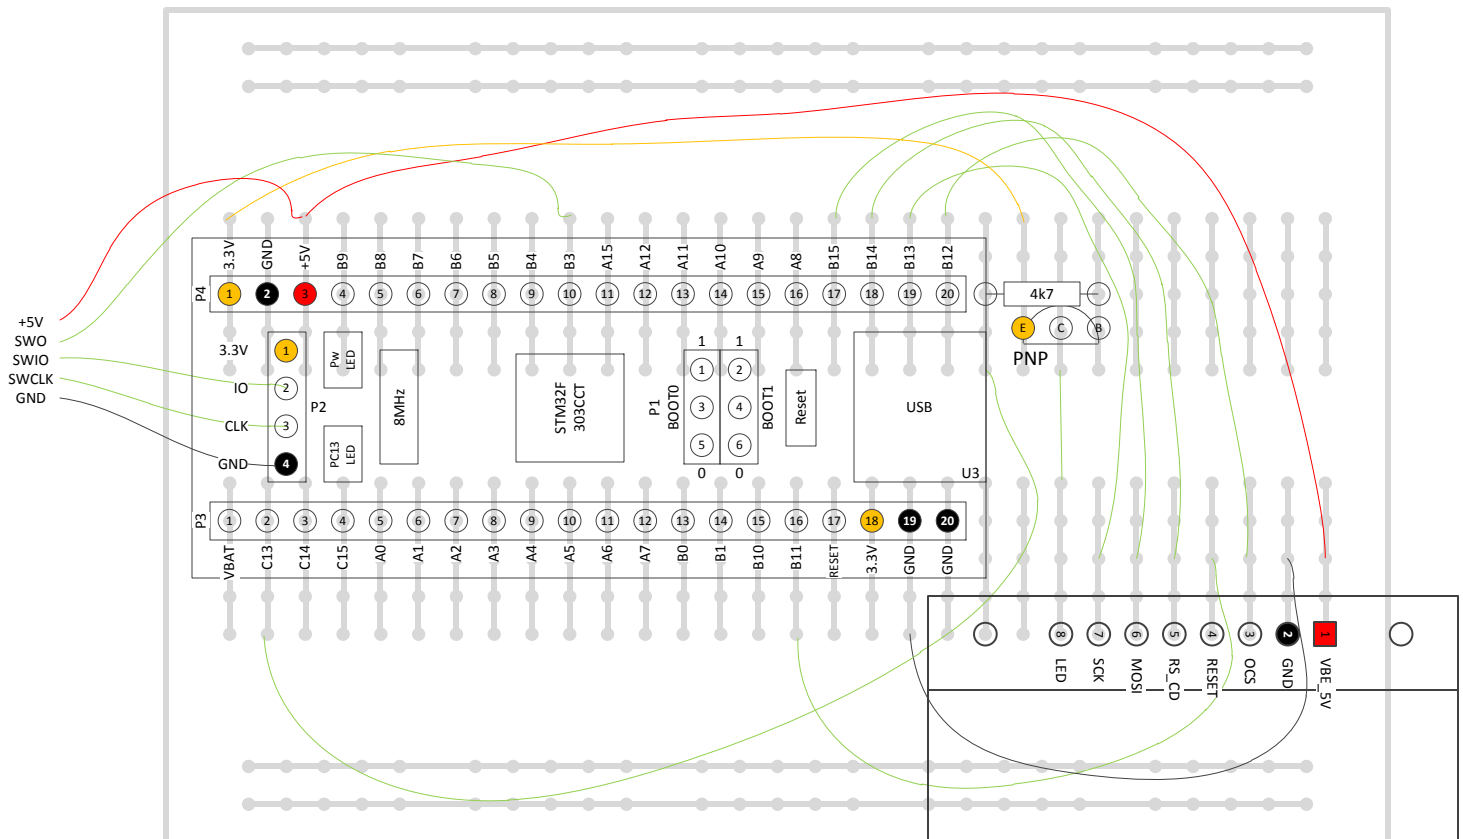 3.3V GND +5V B9 B8 B7 B6 B5 B4 B3 A15 A12 A11 A10 A9 A8 B15 B14 B13 B12
P4 1 2 3 4 5 6 7 8 9 10 11 12 13 14 15 16 17 18 19 20 4k7
+5V
SWO
SWIO
SWCLK
GND
E C B
PNP
3.3V 1
IO 2
CLK 3
GND 4
P2
Pw
LED
PC13
LED
8MHz
STM32F
303CCT
P1
BOOT0
1 1
1 2
3 4
5 6
0 0
BOOT1
Reset
USB
U3
P3 1 2 3 4 5 6 7 8 9 10 11 12 13 14 15 16 17 18 19 20
VBAT C13 C14 C15 A0 A1 A2 A3 A4 A5 A6 A7 B0 B1 B10 B11 RESET 3.3V GND GND
8 7 6 5 4 3 2 1
LED SCK MOSI RS_CD RESET OCS GND VBE_5V